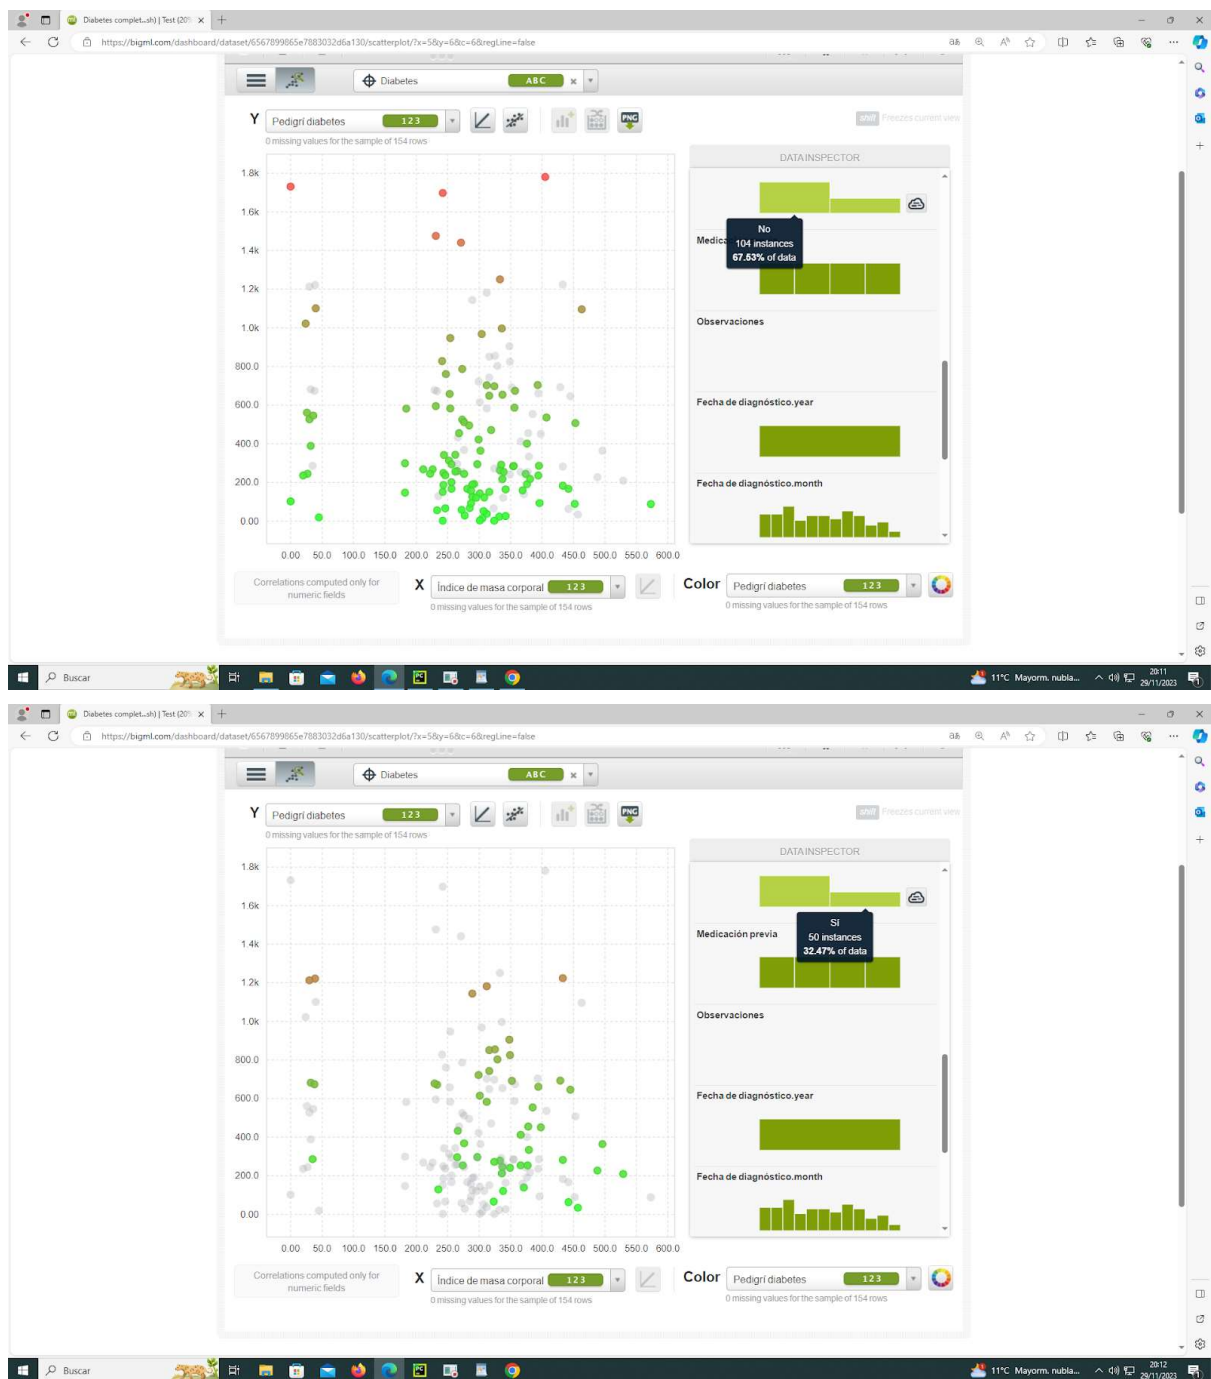 Diabetes complet...sh) | Test (20%
https://bigml.com/dashboard/dataset/6567899865e7883032d6a130/scatterplot/?x=5&y=6&c=6&regLine=false
Diabetes ABC
Y Pedigrí diabetes 123 PNG shift Freezes current view
0 missing values for the sample of 154 rows
DATA INSPECTOR
1.8k
1.6k
1.4k
1.2k
1.0k
800.0
600.0
400.0
200.0
0.00
0.00 50.0 100.0 150.0 200.0 250.0 300.0 350.0 400.0 450.0 500.0 550.0 600.0
No
104 instances
67.53% of data
Observaciones
Fecha de diagnóstico.year
Fecha de diagnóstico.month
Correlations computed only for
numeric fields
X Índice de masa corporal 123
0 missing values for the sample of 154 rows
Color Pedigrí diabetes 123
0 missing values for the sample of 154 rows
Buscar
11°C Mayorm. nubla...
20:11
29/11/2023
Diabetes complet...sh) | Test (20%
https://bigml.com/dashboard/dataset/6567899865e7883032d6a130/scatterplot/?x=5&y=6&c=6&regLine=false
Diabetes ABC
Y Pedigrí diabetes 123 PNG shift Freezes current view
0 missing values for the sample of 154 rows
DATA INSPECTOR
1.8k
1.6k
1.4k
1.2k
1.0k
800.0
600.0
400.0
200.0
0.00
0.00 50.0 100.0 150.0 200.0 250.0 300.0 350.0 400.0 450.0 500.0 550.0 600.0
Sí
50 instances
32.47% of data
Medicación previa
Observaciones
Fecha de diagnóstico.year
Fecha de diagnóstico.month
Correlations computed only for
numeric fields
X Índice de masa corporal 123
0 missing values for the sample of 154 rows
Color Pedigrí diabetes 123
0 missing values for the sample of 154 rows
Buscar
11°C Mayorm. nubla...
20:12
29/11/2023